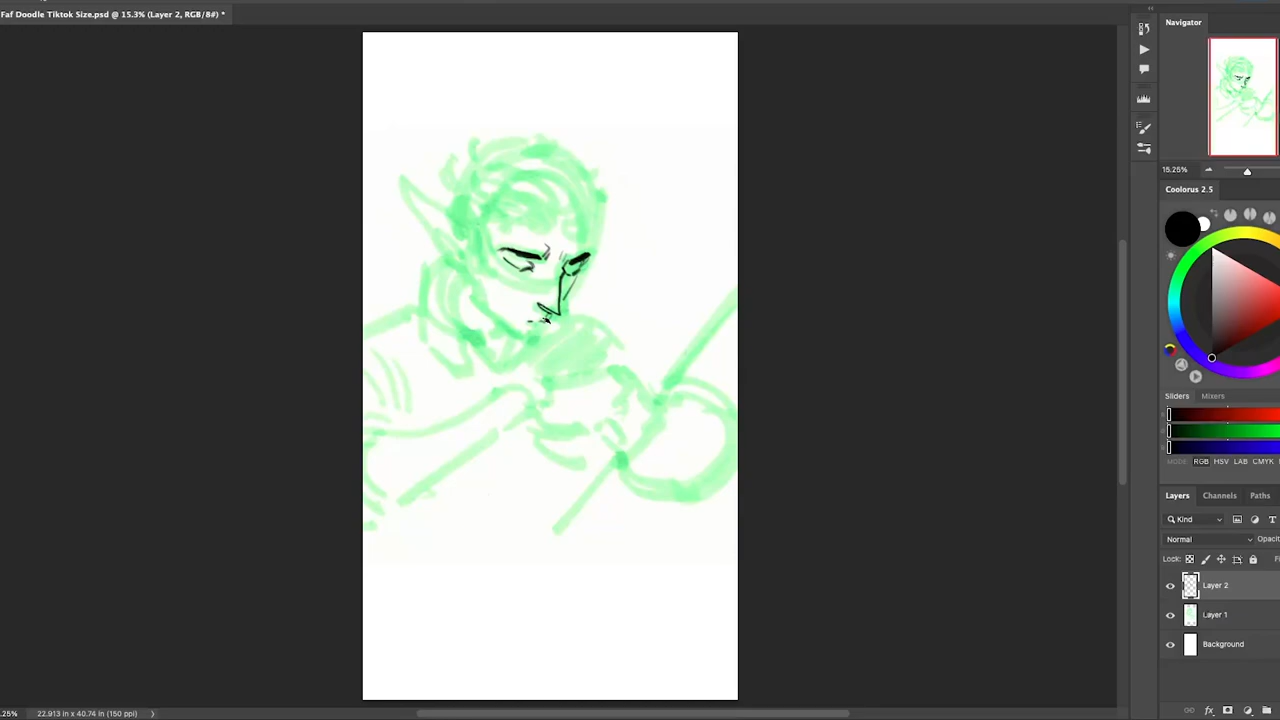 Faf Doodle Tiktok Size.psd @ 15.3% (Layer 2, RGB/8#) *
Navigator
15.25%
Coolorus 2.5
Sliders Mixers
MODE: RGB HSV LAB CMYK
Layers Channels Paths
Kind
Normal Opac
Lock:
Layer 2
Layer 1
Background
.25% 22.913 in x 40.74 in (150 ppi)